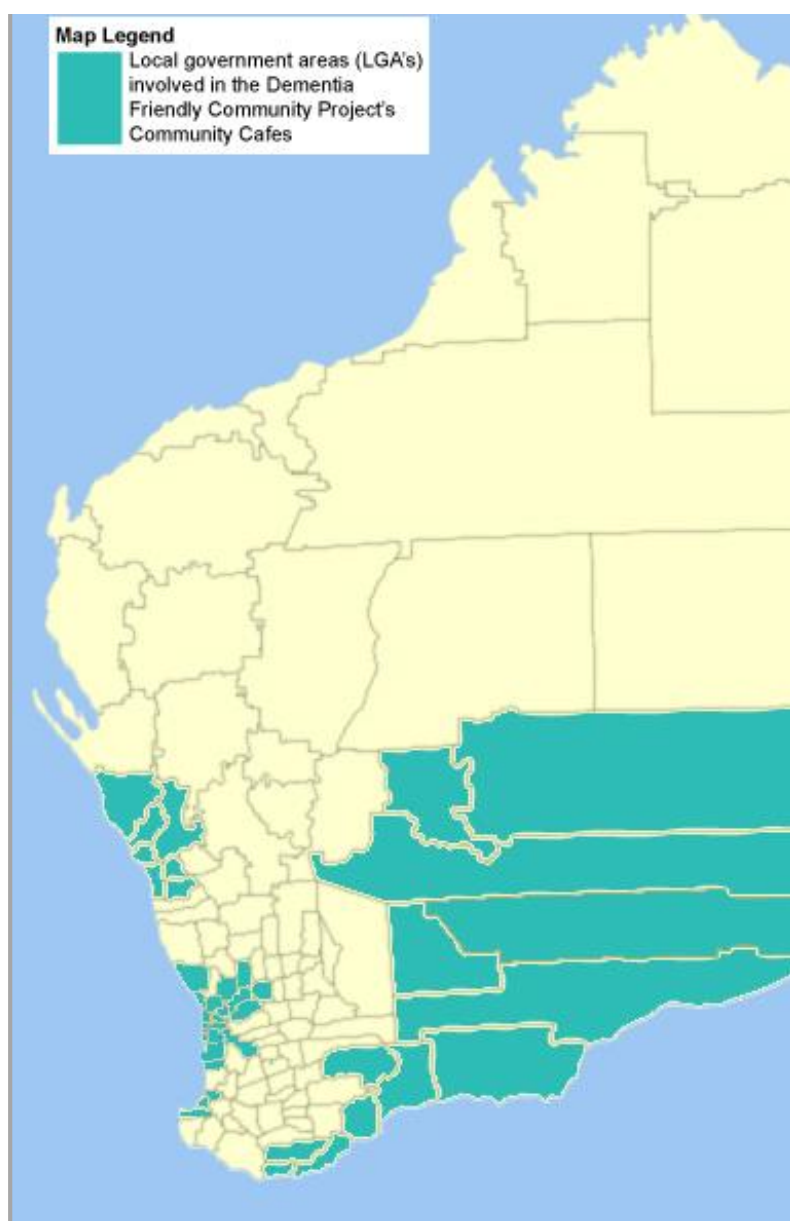 Map Legend
Local government areas (LGA's)
involved in the Dementia
Friendly Community Project's
Community Cafes